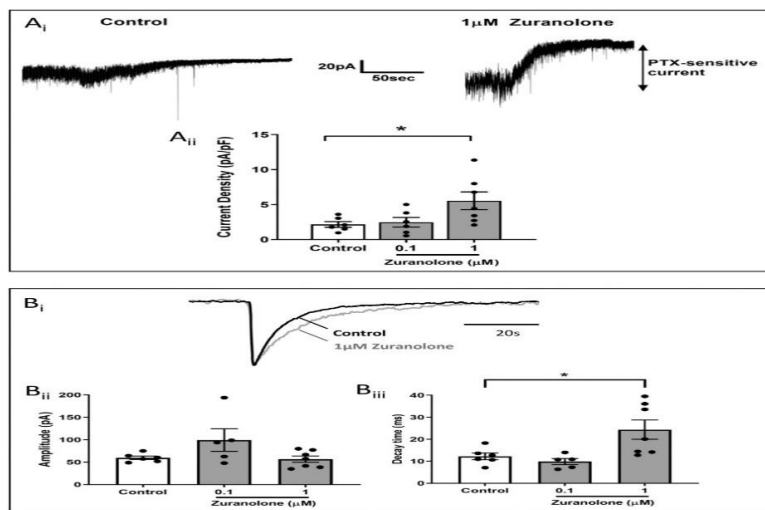 Ai
Control
1μM Zuranolone
20pA
50sec
PTX-sensitive
current
Aii
*
Current Density (pA/pF)
15
10
5
0
Control
0.1
1
Zuranolone (μM)
Bi
Control
1μM Zuranolone
20s
Bii
Amplitude (pA)
200
150
100
50
0
Control
0.1
1
Zuranolone (μM)
Biii
*
Decay time (ms)
40
30
20
10
0
Control
0.1
1
Zuranolone (μM)